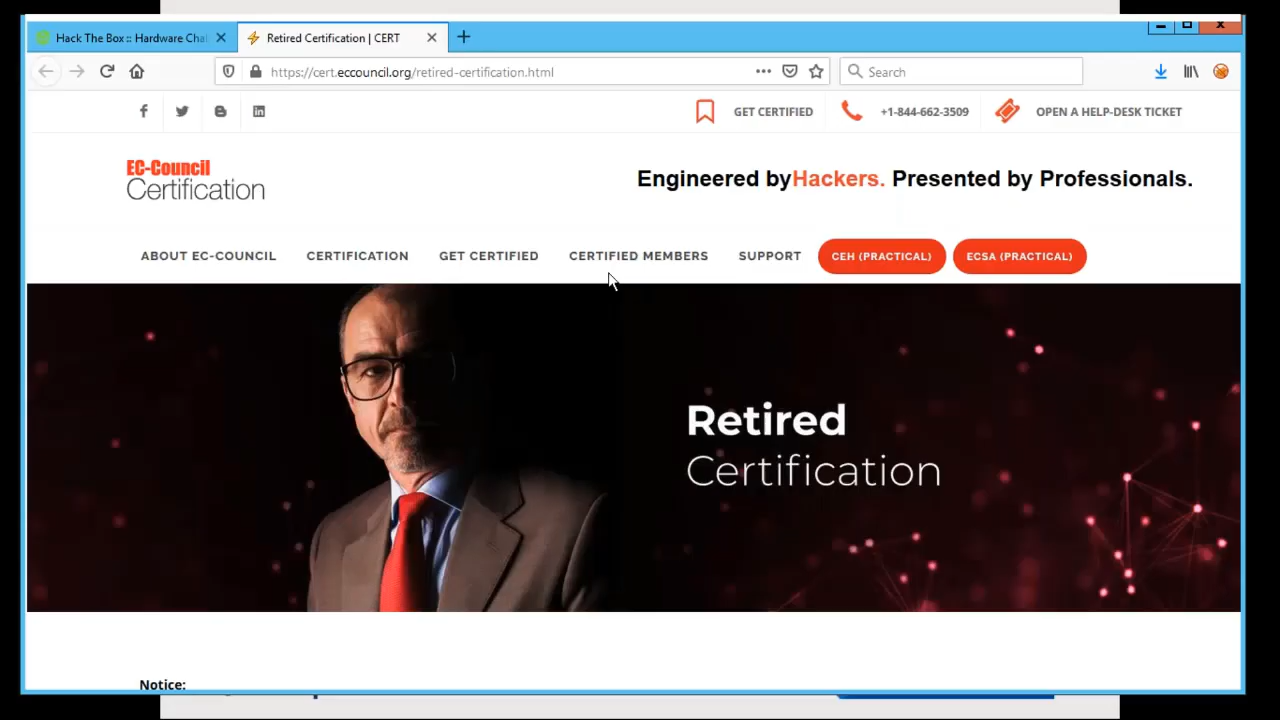 Hack The Box :: Hardware Chal
Retired Certification | CERT
https://cert.eccouncil.org/retired-certification.html
Search
GET CERTIFIED
+1-844-662-3509
OPEN A HELP-DESK TICKET
EC-Council
Certification
Engineered byHackers. Presented by Professionals.
ABOUT EC-COUNCIL
CERTIFICATION
GET CERTIFIED
CERTIFIED MEMBERS
SUPPORT
CEH (PRACTICAL)
ECSA (PRACTICAL)
Retired
Certification
Notice: